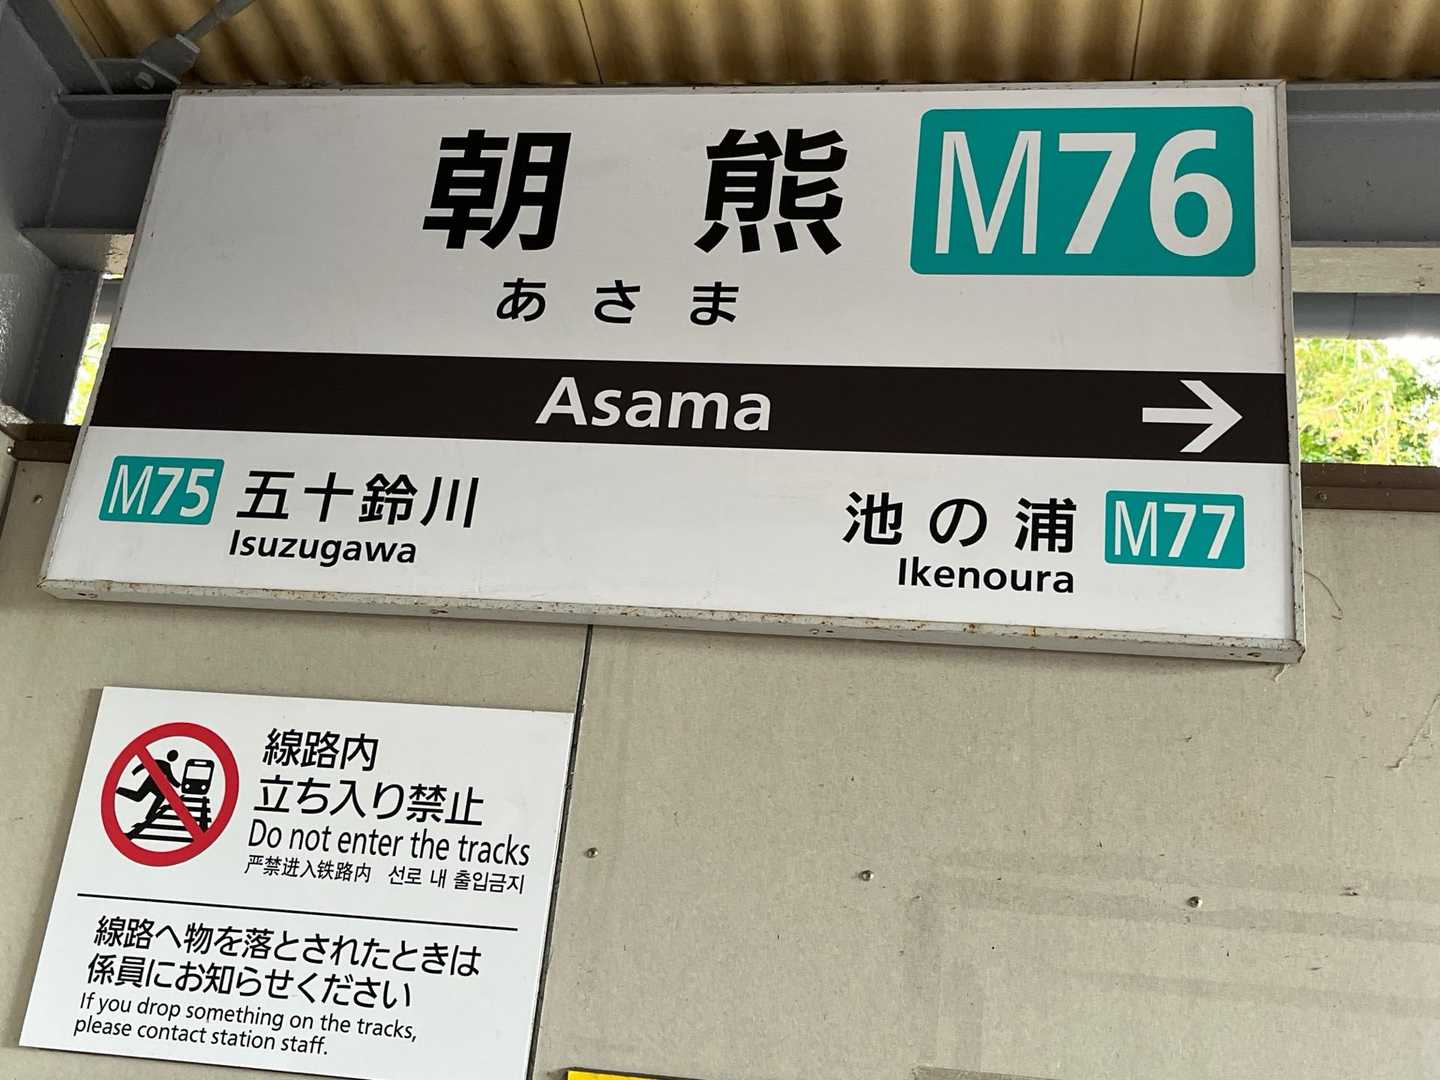 朝熊 M76
あさま
Asama →
M75 五十鈴川 池の浦 M77
Isuzugawa Ikenoura
線路内
立ち入り禁止
Do not enter the tracks
严禁进入铁路内 선로 내 출입금지
線路へ物を落とされたときは
係員にお知らせください
If you drop something on the tracks,
please contact station staff.